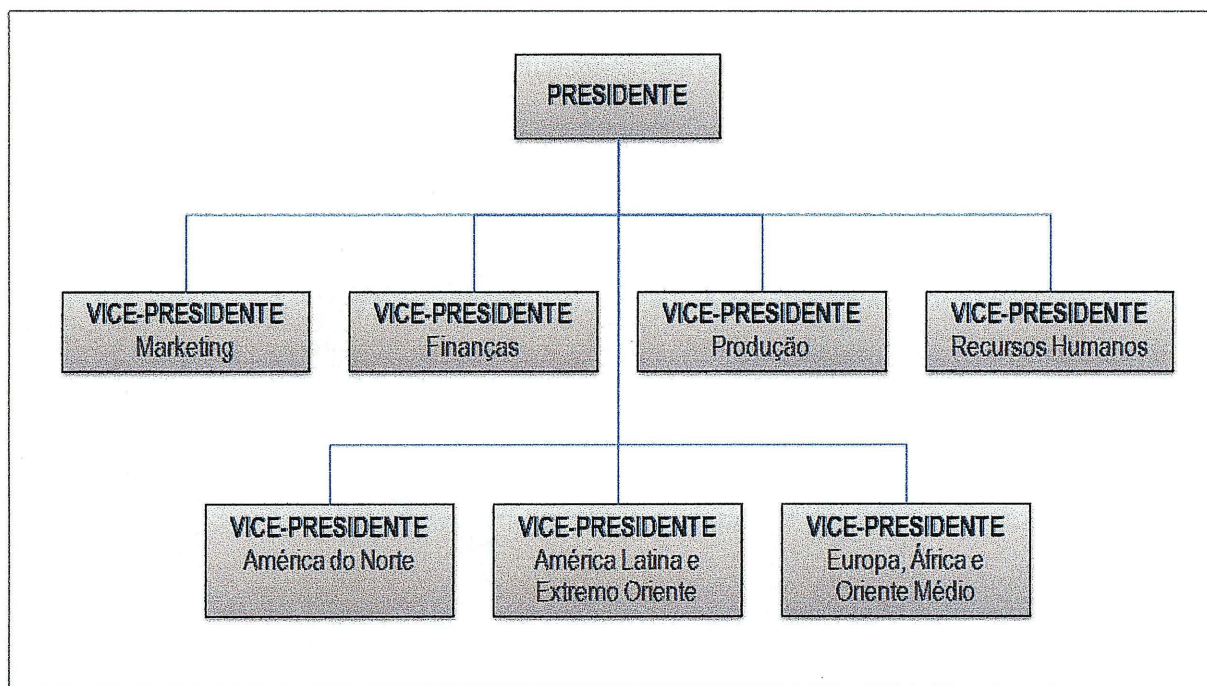 PRESIDENTE
VICE-PRESIDENTE
Marketing
VICE-PRESIDENTE
Finanças
VICE-PRESIDENTE
Produção
VICE-PRESIDENTE
Recursos Humanos
VICE-PRESIDENTE
América do Norte
VICE-PRESIDENTE
América Latina e
Extremo Oriente
VICE-PRESIDENTE
Europa, África e
Oriente Médio